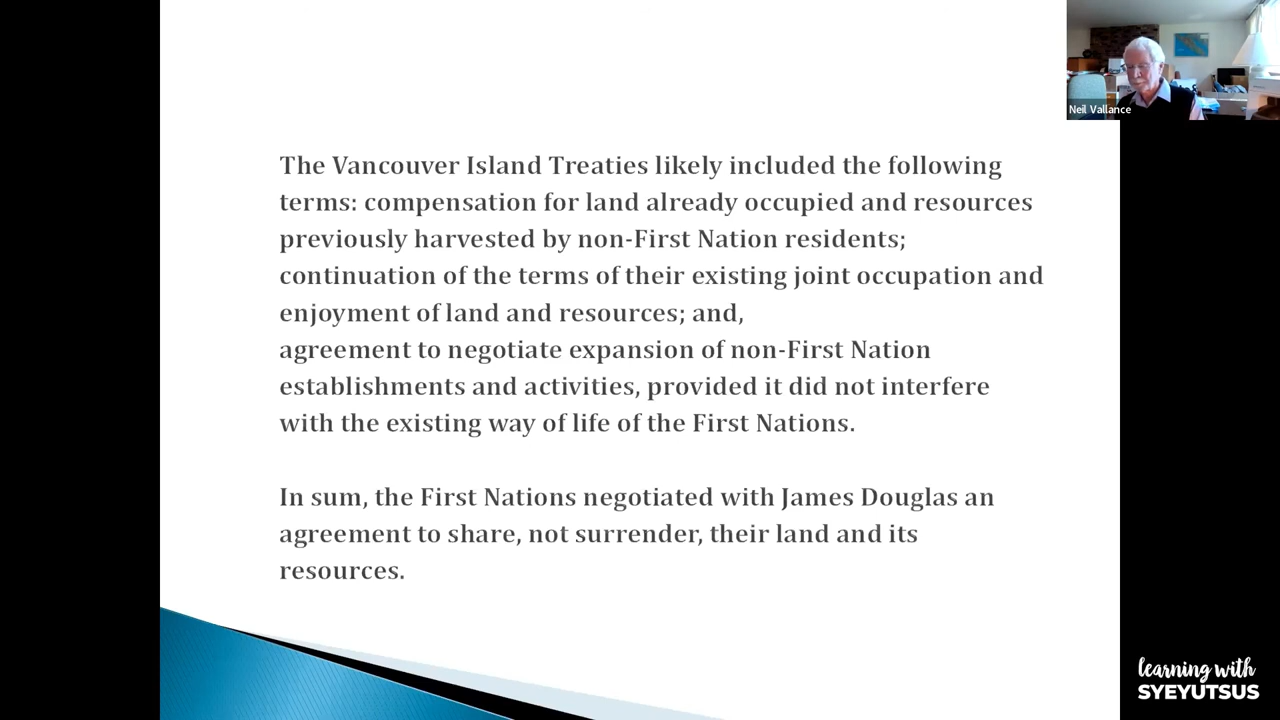 Neil Vallance
The Vancouver Island Treaties likely included the following
terms: compensation for land already occupied and resources
previously harvested by non-First Nation residents;
continuation of the terms of their existing joint occupation and
enjoyment of land and resources; and,
agreement to negotiate expansion of non-First Nation
establishments and activities, provided it did not interfere
with the existing way of life of the First Nations.
In sum, the First Nations negotiated with James Douglas an
agreement to share, not surrender, their land and its
resources.
learning with
SYEYUTSUS